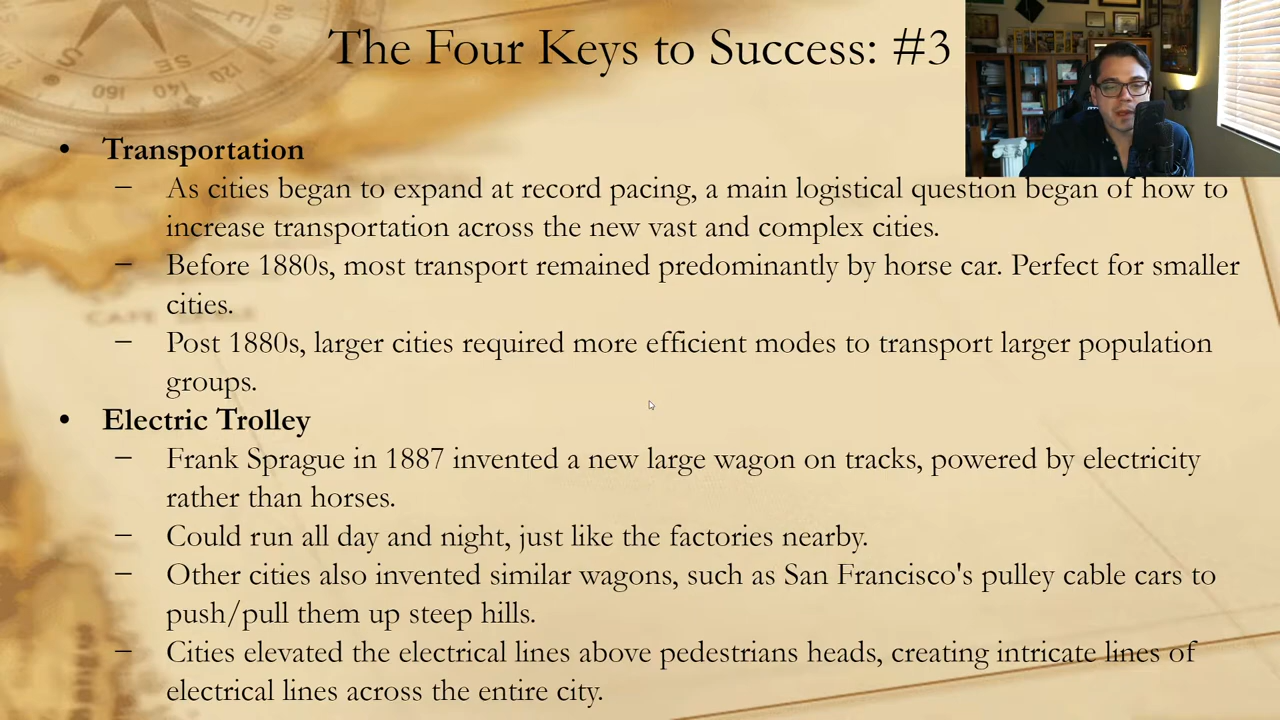 The Four Keys to Success: #3
• Transportation
– As cities began to expand at record pacing, a main logistical question began of how to
increase transportation across the new vast and complex cities.
– Before 1880s, most transport remained predominantly by horse car. Perfect for smaller
cities.
– Post 1880s, larger cities required more efficient modes to transport larger population
groups.
• Electric Trolley
– Frank Sprague in 1887 invented a new large wagon on tracks, powered by electricity
rather than horses.
– Could run all day and night, just like the factories nearby.
– Other cities also invented similar wagons, such as San Francisco's pulley cable cars to
push/pull them up steep hills.
– Cities elevated the electrical lines above pedestrians heads, creating intricate lines of
electrical lines across the entire city.
SE
160
140
120
80